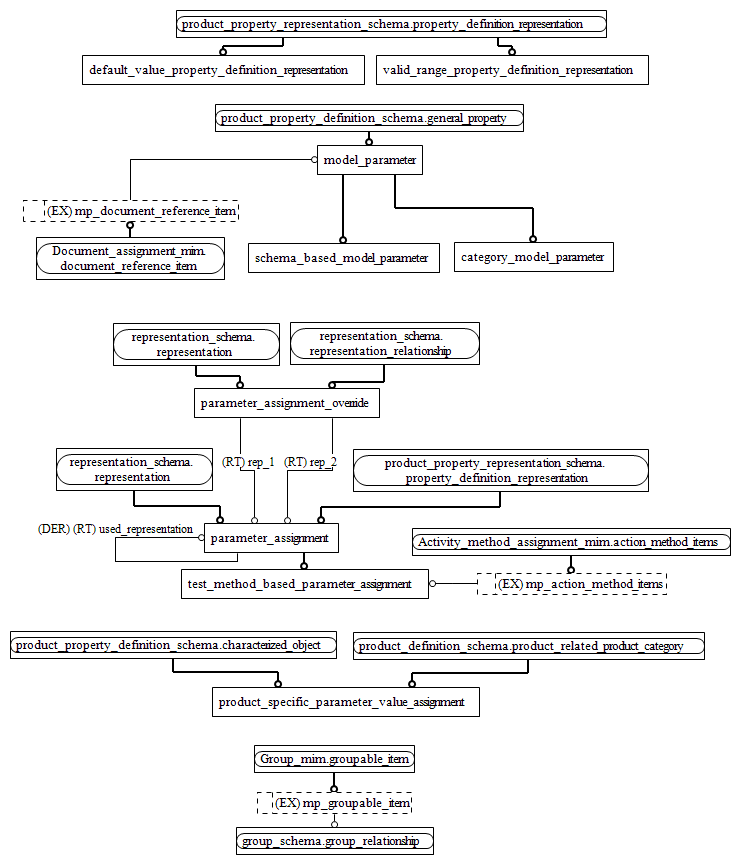 product_property_representation_schema.property_definition_representation
default_value_property_definition_representation
valid_range_property_definition_representation
product_property_definition_schema.general_property
model_parameter
(EX) mp_document_reference_item
Document_assignment_mim.
document_reference_item
schema_based_model_parameter
category_model_parameter
representation_schema.
representation
representation_schema.
representation_relationship
parameter_assignment_override
(RT) rep_1
(RT) rep_2
representation_schema.
representation
product_property_representation_schema.
property_definition_representation
(DER) (RT) used_representation
parameter_assignment
Activity_method_assignment_mim.action_method_items
test_method_based_parameter_assignment
(EX) mp_action_method_items
product_property_definition_schema.characterized_object
product_definition_schema.product_related_product_category
product_specific_parameter_value_assignment
Group_mim.groupable_item
(EX) mp_groupable_item
group_schema.group_relationship